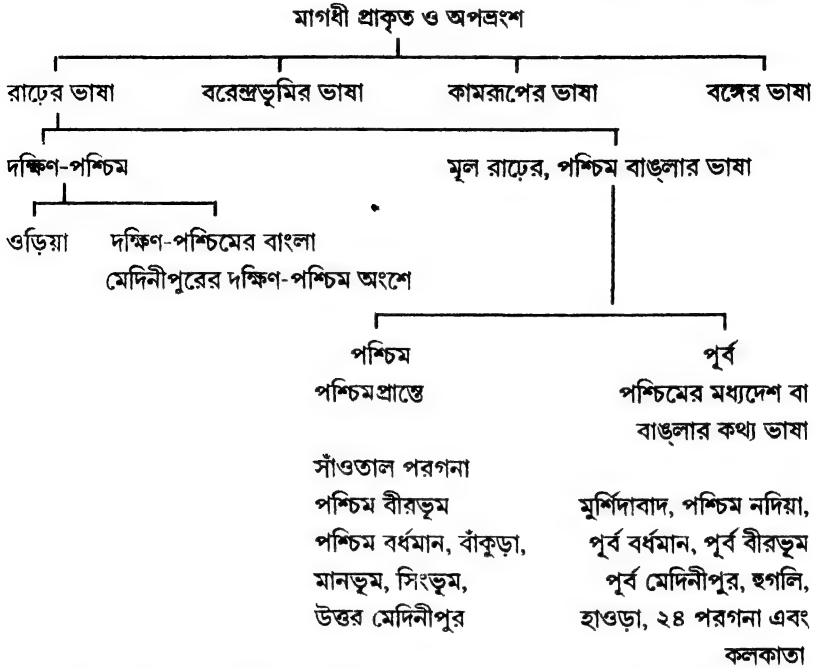 মাগধী প্রাকৃত ও অপভ্রংশ
রাঢ়ের ভাষা বরেন্দ্রভূমির ভাষা কামরূপের ভাষা বঙ্গের ভাষা
দক্ষিণ-পশ্চিম মূল রাঢ়ের, পশ্চিম বাঙ্‌লার ভাষা
ওড়িয়া দক্ষিণ-পশ্চিমের বাংলা
মেদিনীপুরের দক্ষিণ-পশ্চিম অংশে
পশ্চিম পূর্ব
পশ্চিমপ্রান্তে পশ্চিমের মধ্যদেশ বা
বাঙ্‌লার কথ্য ভাষা
সাঁওতাল পরগনা
পশ্চিম বীরভূম মুর্শিদাবাদ, পশ্চিম নদিয়া,
পশ্চিম বর্ধমান, বাঁকুড়া, পূর্ব বর্ধমান, পূর্ব বীরভূম
মানভূম, সিংভূম, পূর্ব মেদিনীপুর, হুগলি,
উত্তর মেদিনীপুর হাওড়া, ২৪ পরগনা এবং
কলকাতা